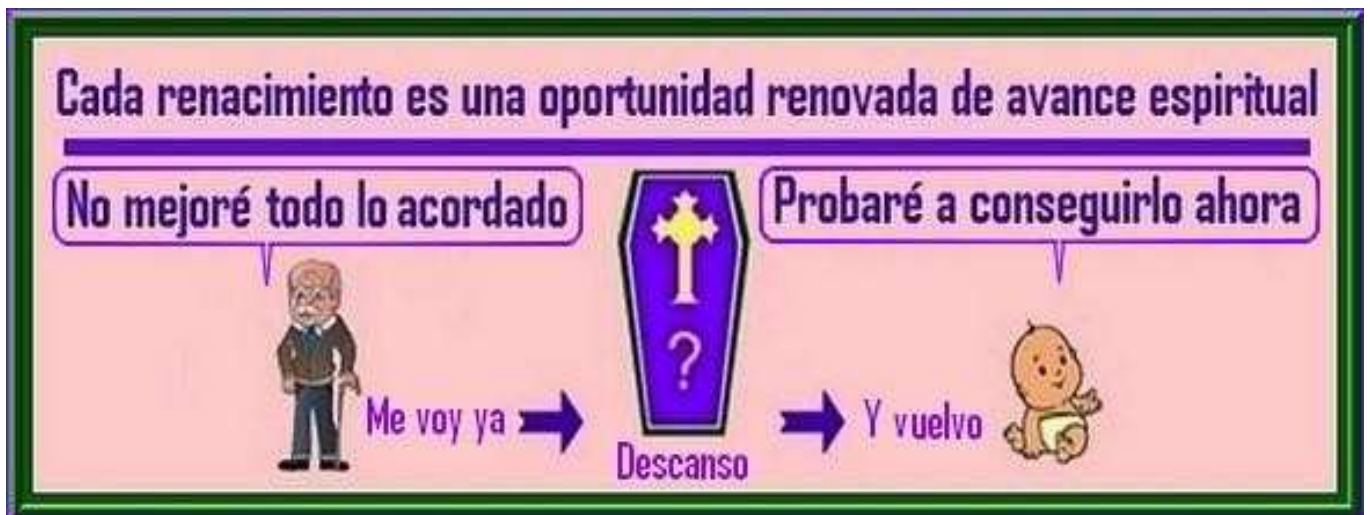 Cada renacimiento es una oportunidad renovada de avance espiritual
No mejoré todo lo acordado
Probaré a conseguirlo ahora
?
Me voy ya
Y vuelvo
Descanso